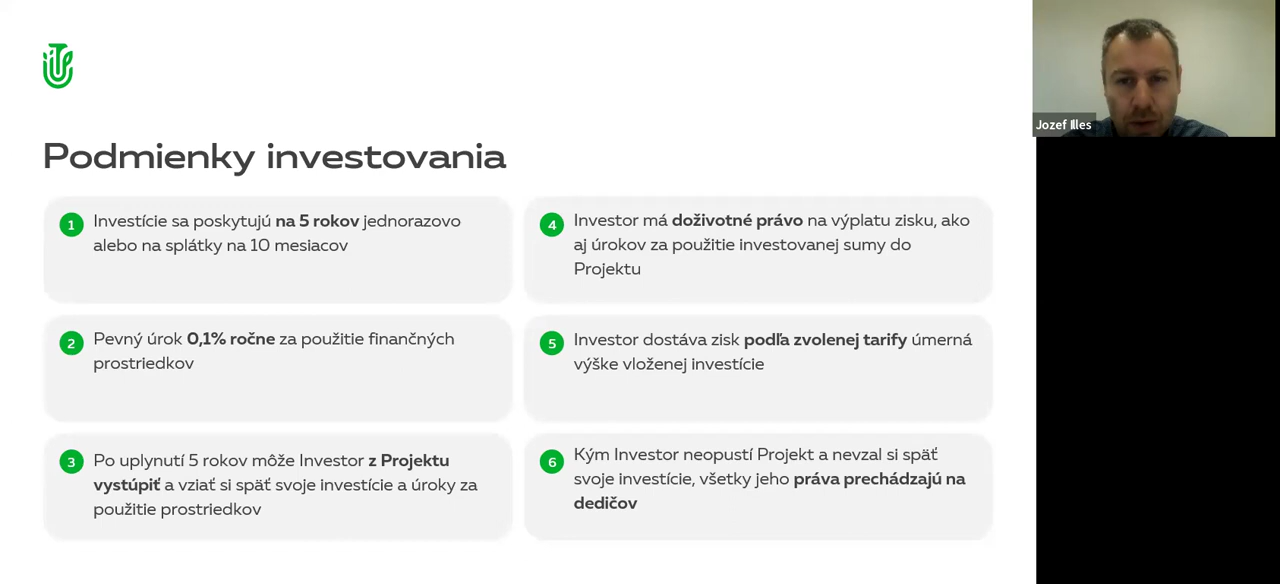 Podmienky investovania
1
Investície sa poskytujú na 5 rokov jednorazovo
alebo na splátky na 10 mesiacov
2
Pevný úrok 0,1% ročne za použitie finančných
prostriedkov
3
Po uplynutí 5 rokov môže Investor z Projektu
vystúpiť a vziať si späť svoje investície a úroky za
použitie prostriedkov
4
Investor má doživotné právo na výplatu zisku, ako
aj úrokov za použitie investovanej sumy do
Projektu
5
Investor dostáva zisk podľa zvolenej tarify úmerná
výške vloženej investície
6
Kým Investor neopustí Projekt a nevzal si späť
svoje investície, všetky jeho práva prechádzajú na
dedičov
Jozef Illes